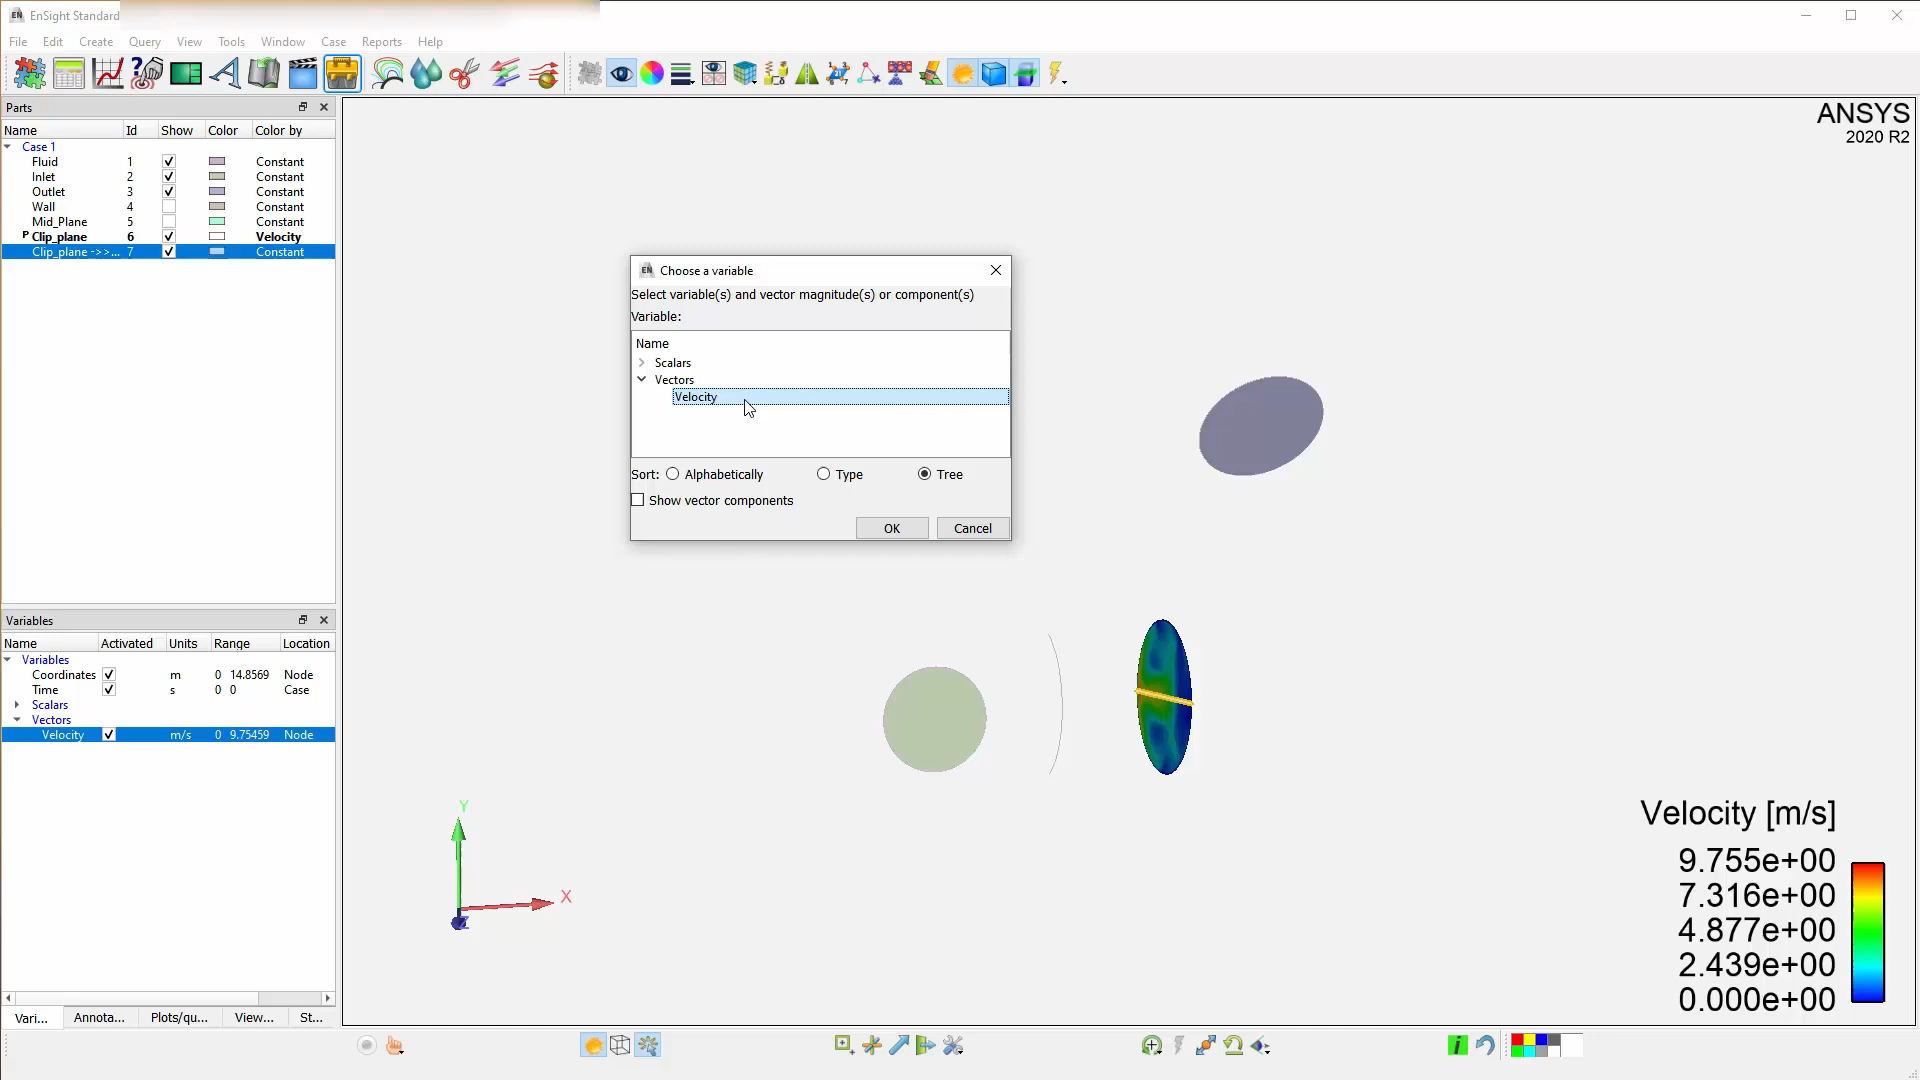 EnSight Standard
File Edit Create Query View Tools Window Case Reports Help
Parts
Name Id Show Color Color by
Case 1
Fluid 1 Constant
Inlet 2 Constant
Outlet 3 Constant
Wall 4 Constant
Mid_Plane 5 Constant
P Clip_plane 6 Velocity
Clip_plane ->>... 7 Constant
ANSYS
2020 R2
EN Choose a variable
Select variable(s) and vector magnitude(s) or component(s)
Variable:
Name
Scalars
Vectors
Velocity
Sort: Alphabetically Type Tree
Show vector components
OK Cancel
Variables
Name Activated Units Range Location
Variables
Coordinates m 0 14.8569 Node
Time s 0 0 Case
Scalars
Vectors
Velocity m/s 0 9.75459 Node
Y
X
Z
Velocity [m/s]
9.755e+00
7.316e+00
4.877e+00
2.439e+00
0.000e+00
Vari... Annota... Plots/qu... View... St...